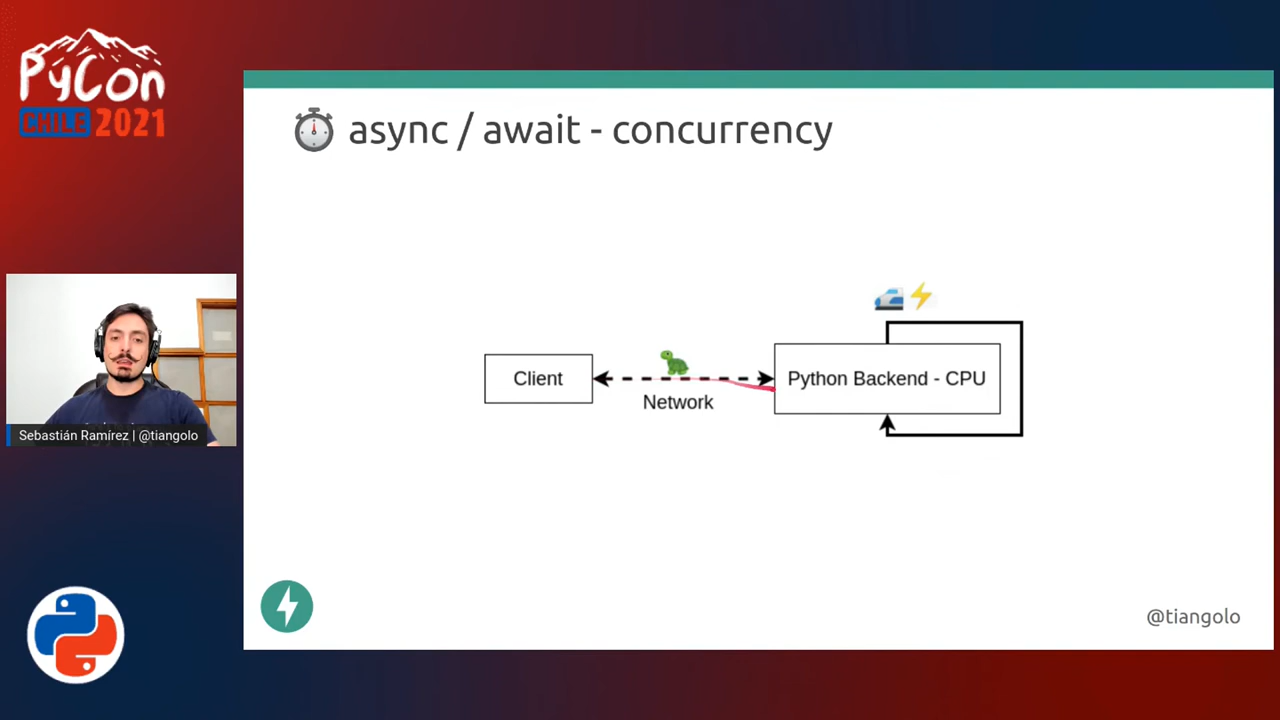 PyCon
CHILE 2021
async / await - concurrency
Client
Network
Python Backend - CPU
Sebastián Ramírez | @tiangolo
@tiangolo